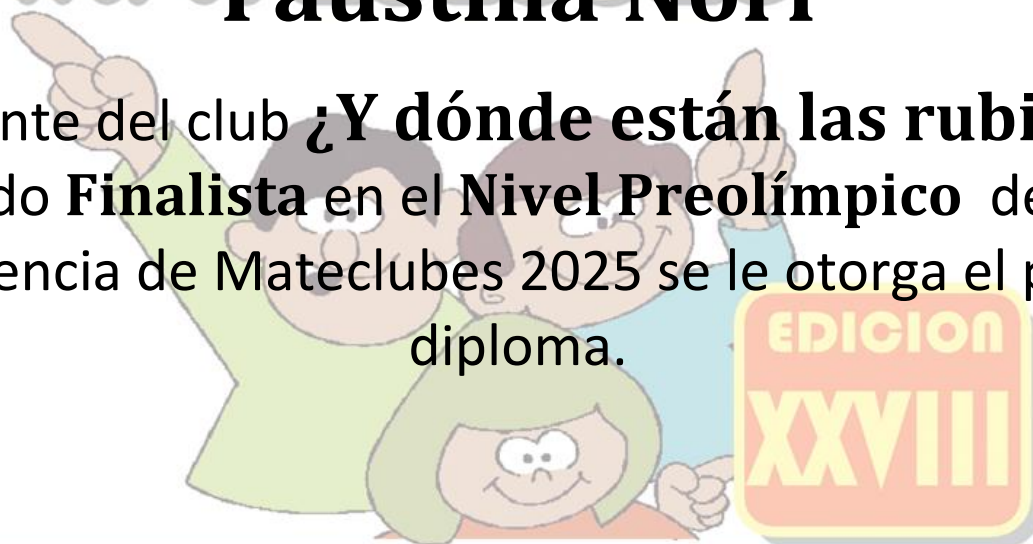 Faustina Nori
nte del club ¿Y dónde están las rubi
do Finalista en el Nivel Preolímpico de
encia de Mateclubes 2025 se le otorga el p
diploma.
EDICION
XXVIII